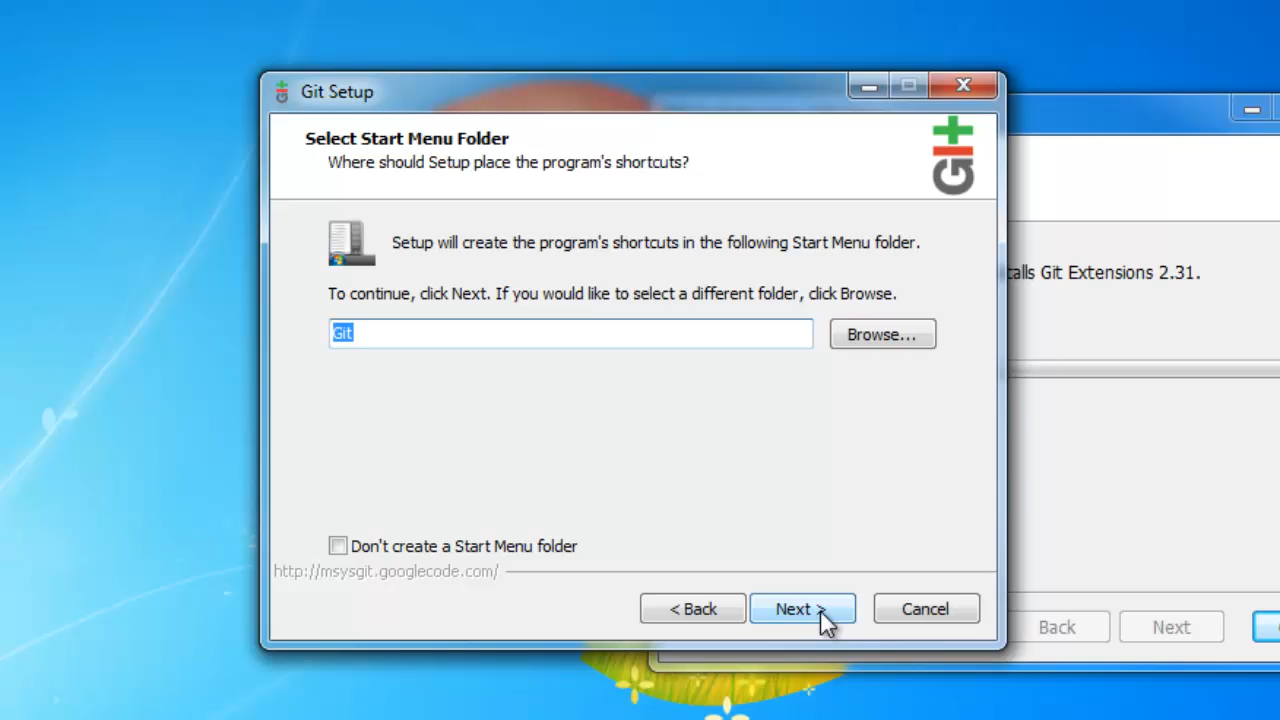 Git Setup
Select Start Menu Folder
Where should Setup place the program's shortcuts?
Git
Setup will create the program's shortcuts in the following Start Menu folder.
alls Git Extensions 2.31.
To continue, click Next. If you would like to select a different folder, click Browse.
Git
Browse...
Don't create a Start Menu folder
http://msysgit.googlecode.com/
< Back
Next >
Cancel
Back
Next